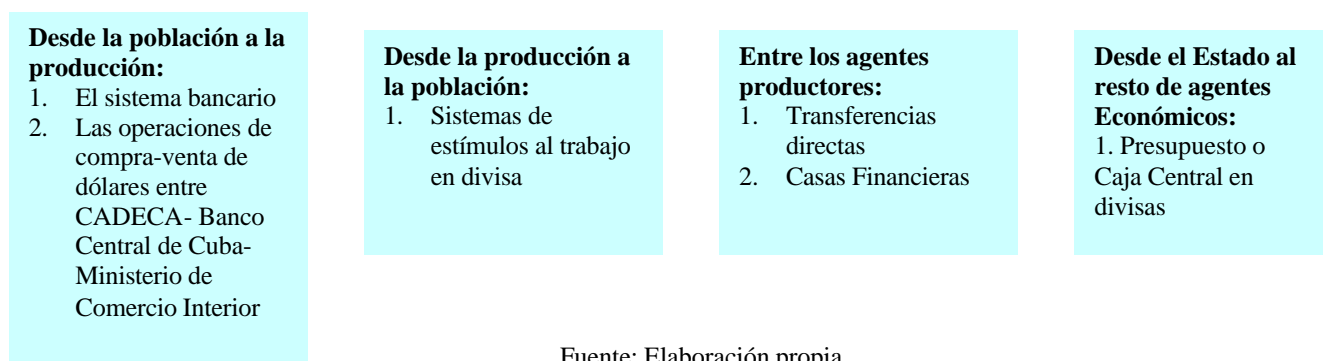 Desde la población a la
producción:
1. El sistema bancario
2. Las operaciones de
compra-venta de
dólares entre
CADECA- Banco
Central de Cuba-
Ministerio de
Comercio Interior
Desde la producción a
la población:
1. Sistemas de
estímulos al trabajo
en divisa
Entre los agentes
productores:
1. Transferencias
directas
2. Casas Financieras
Desde el Estado al
resto de agentes
Económicos:
1. Presupuesto o
Caja Central en
divisas
Fuente: Elaboración propia